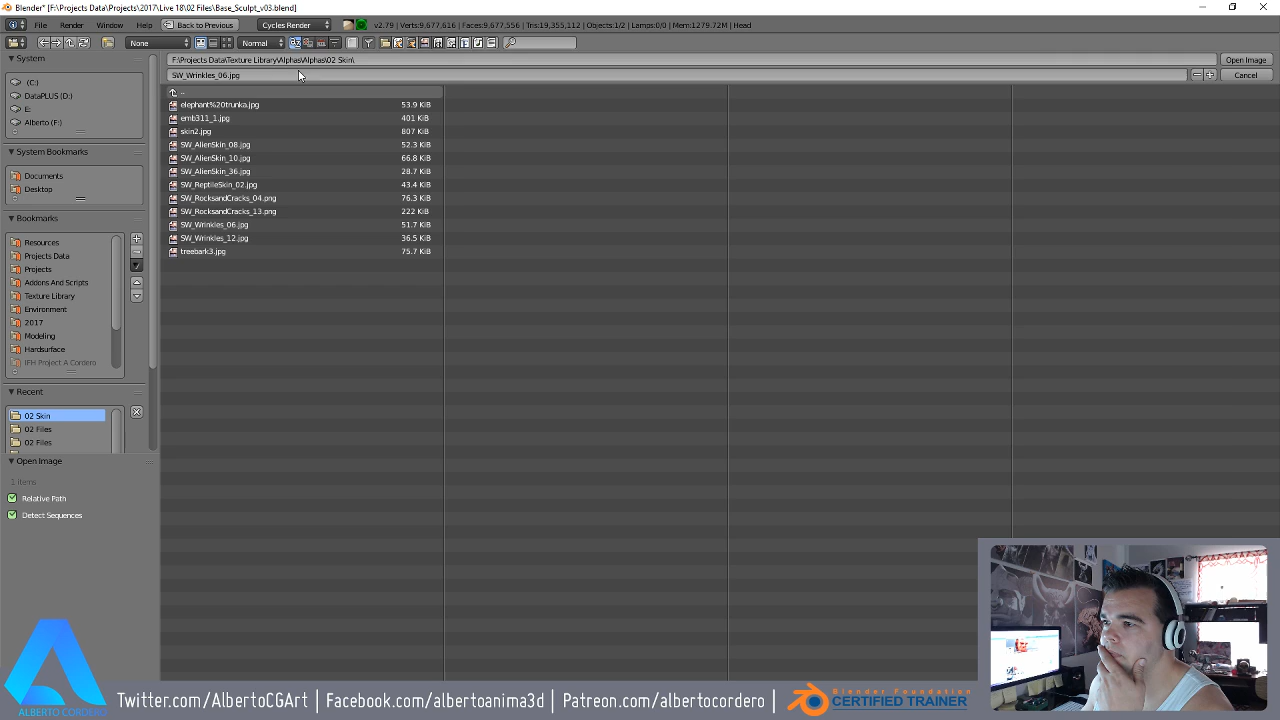 Blender* [F:\Projects Data\Projects\2017\Live 18\02 Files\Base_Sculpt_v03.blend]
File Render Window Help Back to Previous Cycles Render v2.79 | Verts:9,677,616 | Faces:9,677,556 | Tris:19,355,112 | Objects:1/2 | Lamps:0/0 | Mem:1279.72M | Head
None Normal
System
(C:)
DataPLUS (D:)
E:
Alberto (F:)
System Bookmarks
Documents
Desktop
Bookmarks
Resources
Projects Data
Projects
Addons And Scripts
Texture Library
Environment
2017
Modeling
Hardsurface
IFH Project A Cordero
Recent
02 Skin
02 Files
02 Files
Open Image
1 items
Relative Path
Detect Sequences
F:\Projects Data\Texture Library\Alphas\Alphas\02 Skin\ Open Image
SW_Wrinkles_06.jpg Cancel
..
elephant%20trunka.jpg 53.9 KiB
emb311_1.jpg 401 KiB
skin2.jpg 807 KiB
SW_AlienSkin_08.jpg 52.3 KiB
SW_AlienSkin_10.jpg 66.8 KiB
SW_AlienSkin_36.jpg 28.7 KiB
SW_ReptileSkin_02.jpg 43.4 KiB
SW_RocksandCracks_04.png 76.3 KiB
SW_RocksandCracks_13.png 222 KiB
SW_Wrinkles_06.jpg 51.7 KiB
SW_Wrinkles_12.jpg 36.5 KiB
treebark3.jpg 75.7 KiB
ALBERTO CORDERO
Twitter.com/AlbertoCGArt | Facebook.com/albertoanima3d | Patreon.com/albertocordero |
Blender Foundation
CERTIFIED TRAINER